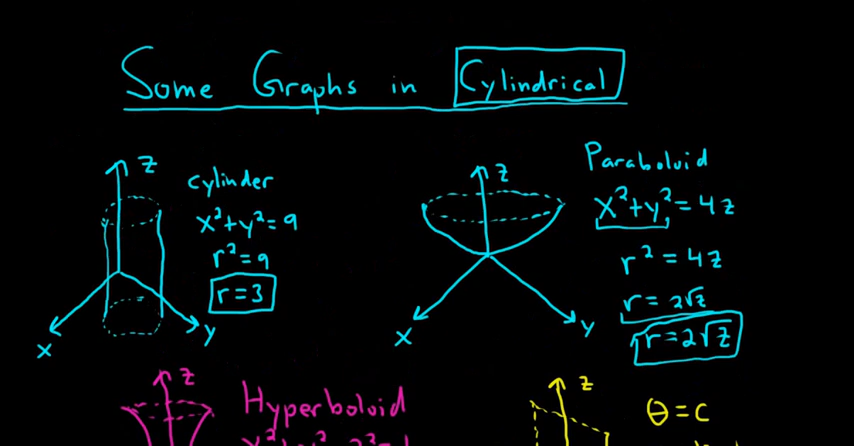 Some Graphs in Cylindrical
z
x
y
cylinder
x²+y²=9
r²=9
r=3
z
x
y
Paraboloid
x²+y²=4z
r²=4z
r=2√z
r=2√z
z
Hyperboloid
z
θ=c